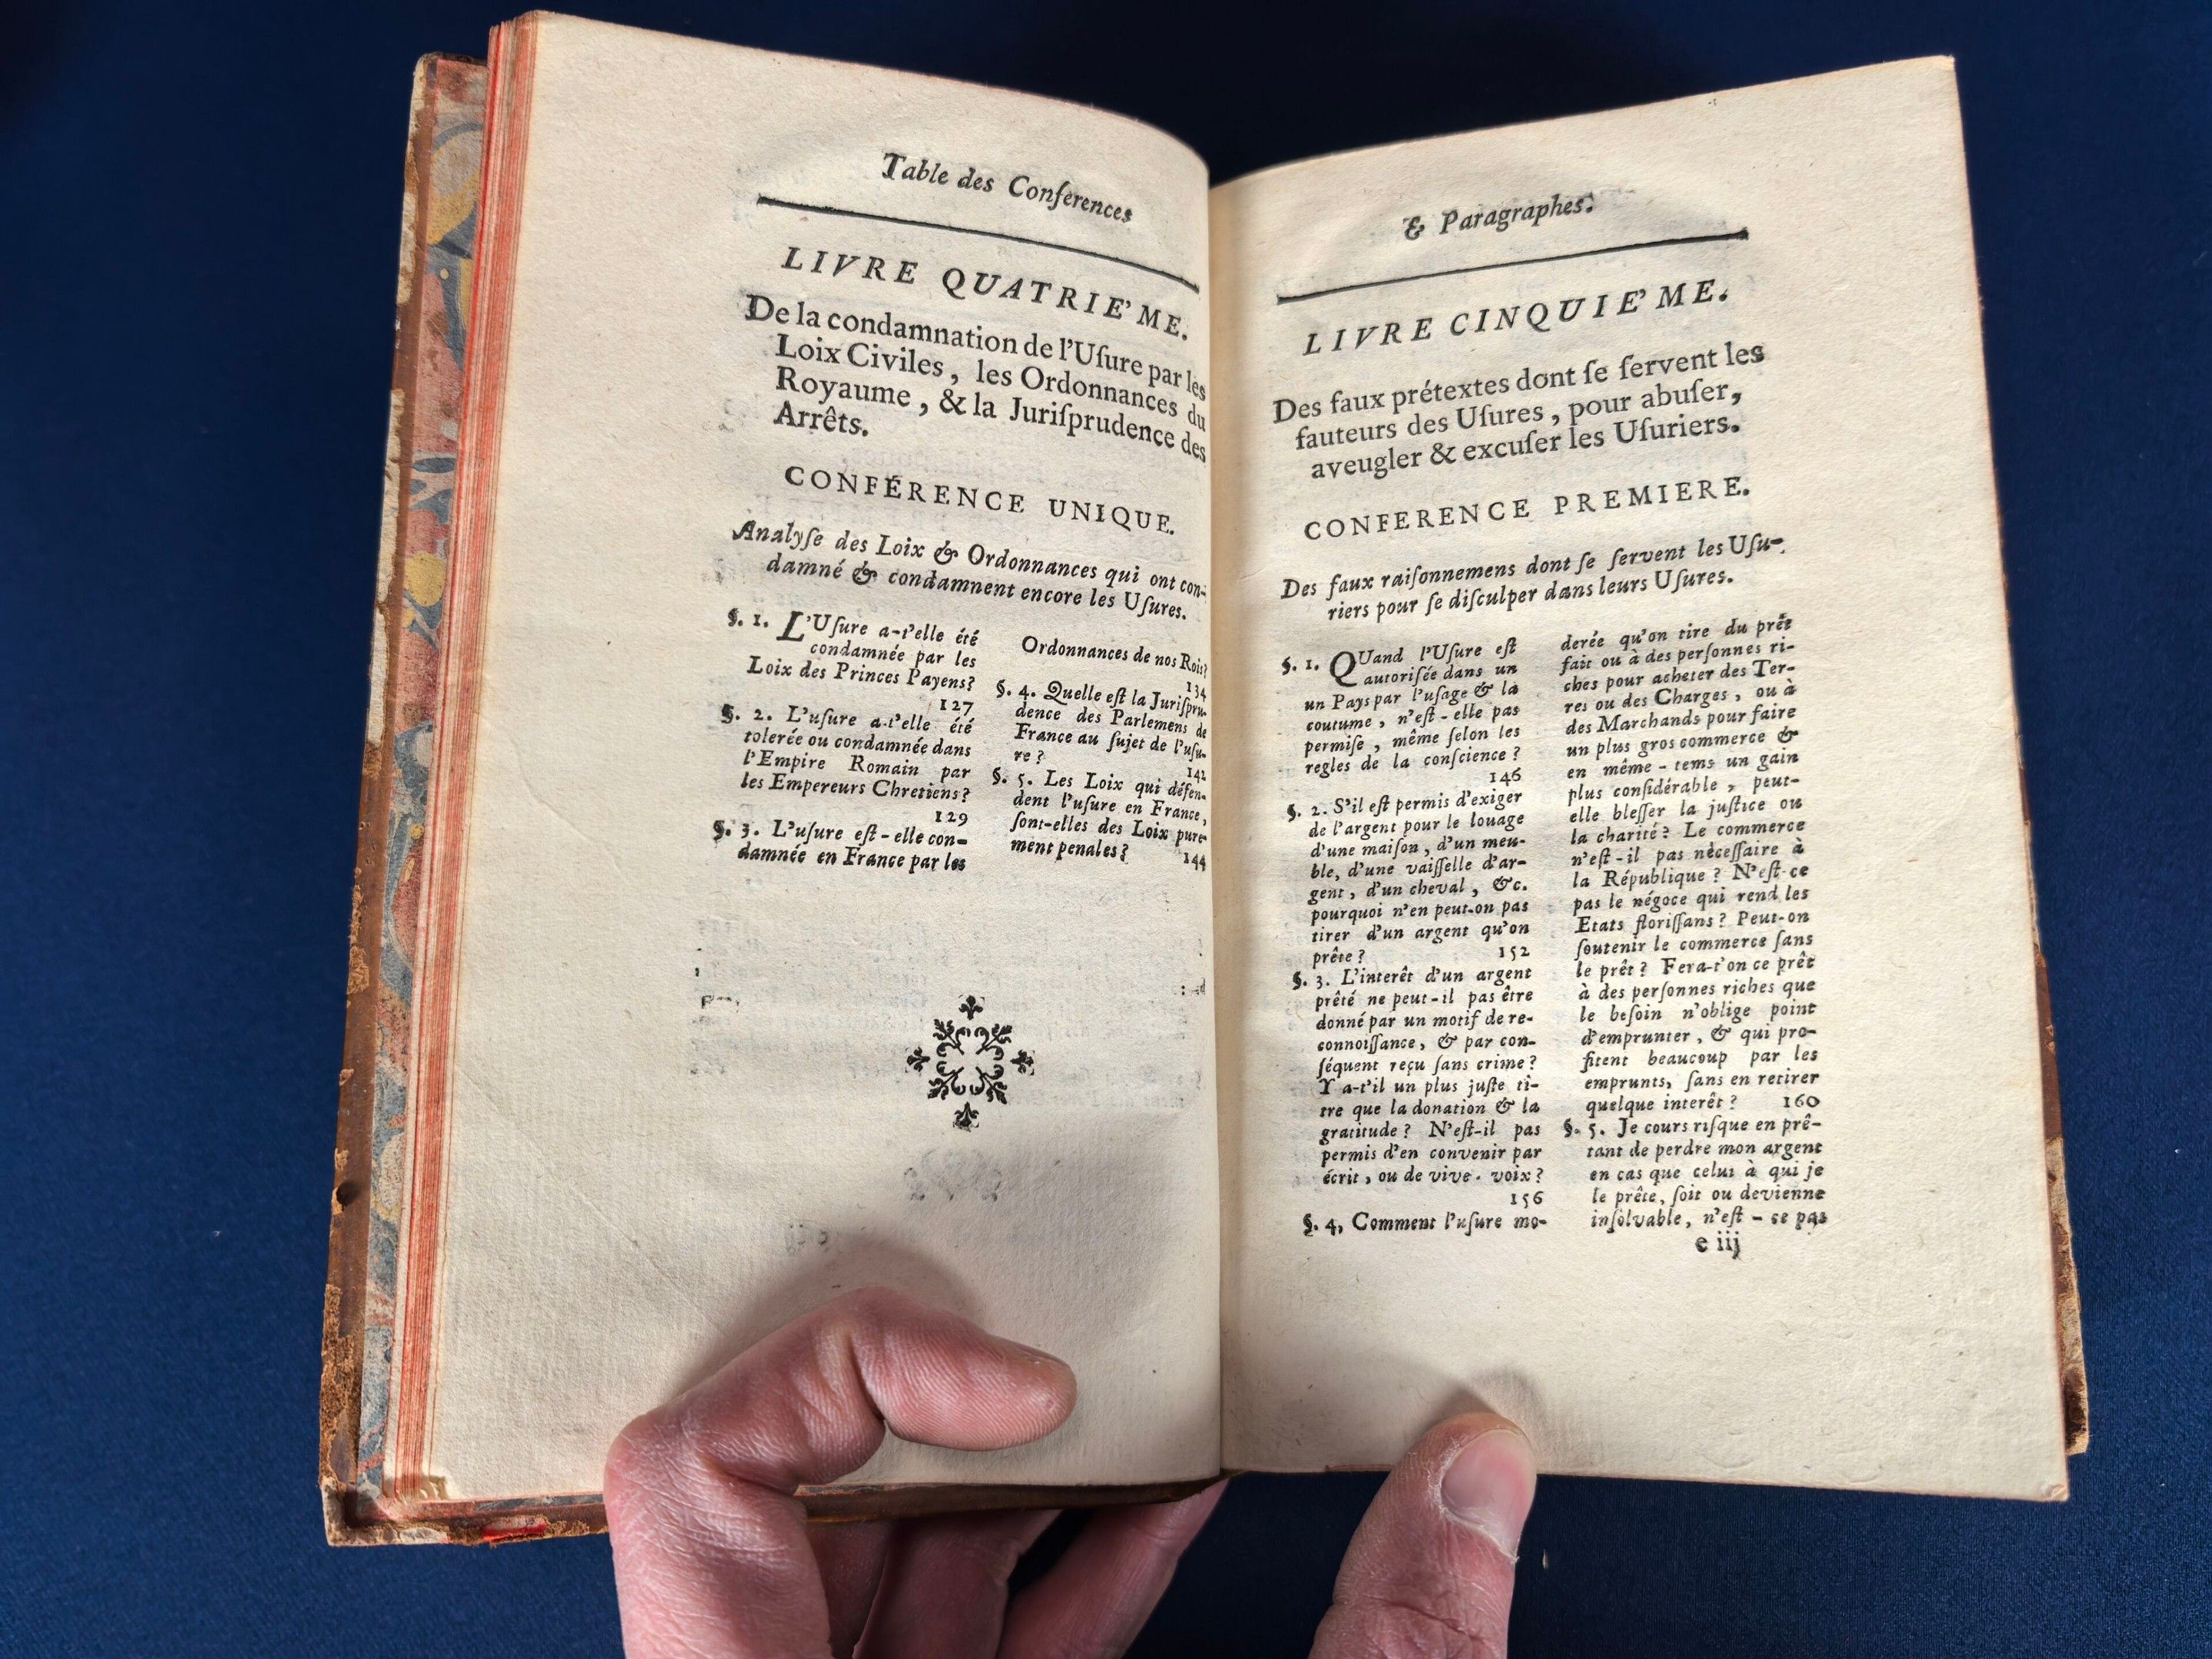 Table des Conferences
LIVRE QUATRIE'ME.
De la condamnation de l'Uſure par les
Loix Civiles, les Ordonnances du
Royaume, & la Juriſprudence des
Arrêts.
CONFÉRENCE UNIQUE.
Analyſe des Loix & Ordonnances qui ont con-
damné & condamnent encore les Uſures.
§. 1. L'Uſure a-t'elle été
condamnée par les
Loix des Princes Payens?
127
§. 2. L'uſure a-t'elle été
tolerée ou condamnée dans
l'Empire Romain par
les Empereurs Chretiens?
129
§. 3. L'uſure eſt-elle con-
damnée en France par les
Ordonnances de nos Rois?
134
§. 4. Quelle eſt la Juriſpru-
dence des Parlemens de
France au ſujet de l'uſu-
re? 141
§. 5. Les Loix qui défen-
dent l'uſure en France,
ſont-elles des Loix pure-
ment penales? 144
& Paragraphes.
LIVRE CINQUIE'ME.
Des faux prétextes dont ſe ſervent les
fauteurs des Uſures, pour abuſer,
aveugler & excuſer les Uſuriers.
CONFERENCE PREMIERE.
Des faux raiſonnemens dont ſe ſervent les Uſu-
riers pour ſe diſculper dans leurs Uſures.
§. 1. QUand l'Uſure eſt
autoriſée dans un
un Pays par l'uſage & la
coutume, n'eſt-elle pas
permiſe, même ſelon les
regles de la conſcience?
146
§. 2. S'il eſt permis d'exiger
de l'argent pour le louage
d'une maiſon, d'un meu-
ble, d'une vaiſſelle d'ar-
gent, d'un cheval, &c.
pourquoi n'en peut-on pas
tirer d'un argent qu'on
prête? 152
§. 3. L'interêt d'un argent
prêté ne peut-il pas être
donné par un motif de re-
connoiſſance, & par con-
ſéquent reçu ſans crime?
Y a-t'il un plus juſte ti-
tre que la donation & la
gratitude? N'eſt-il pas
permis d'en convenir par
écrit, ou de vive-voix?
156
§. 4, Comment l'uſure mo-
derée qu'on tire du prêt
fait ou à des perſonnes ri-
ches pour acheter des Ter-
res ou des Charges, ou à
des Marchands pour faire
un plus gros commerce &
en même-tems un gain
plus conſidérable, peut-
elle bleſſer la juſtice ou
la charité? Le commerce
n'eſt-il pas nèceſſaire à
la République? N'eſt-ce
pas le négoce qui rend les
Etats floriſſans? Peut-on
ſoutenir le commerce ſans
le prêt? Fera-t'on ce prêt
à des perſonnes riches que
le beſoin n'oblige point
d'emprunter, & qui pro-
fitent beaucoup par les
emprunts, ſans en retirer
quelque interêt? 160
§. 5. Je cours riſque en prê-
tant de perdre mon argent
en cas que celui à qui je
le prête, ſoit ou devienne
inſolvable, n'eſt-ce pas
e iij